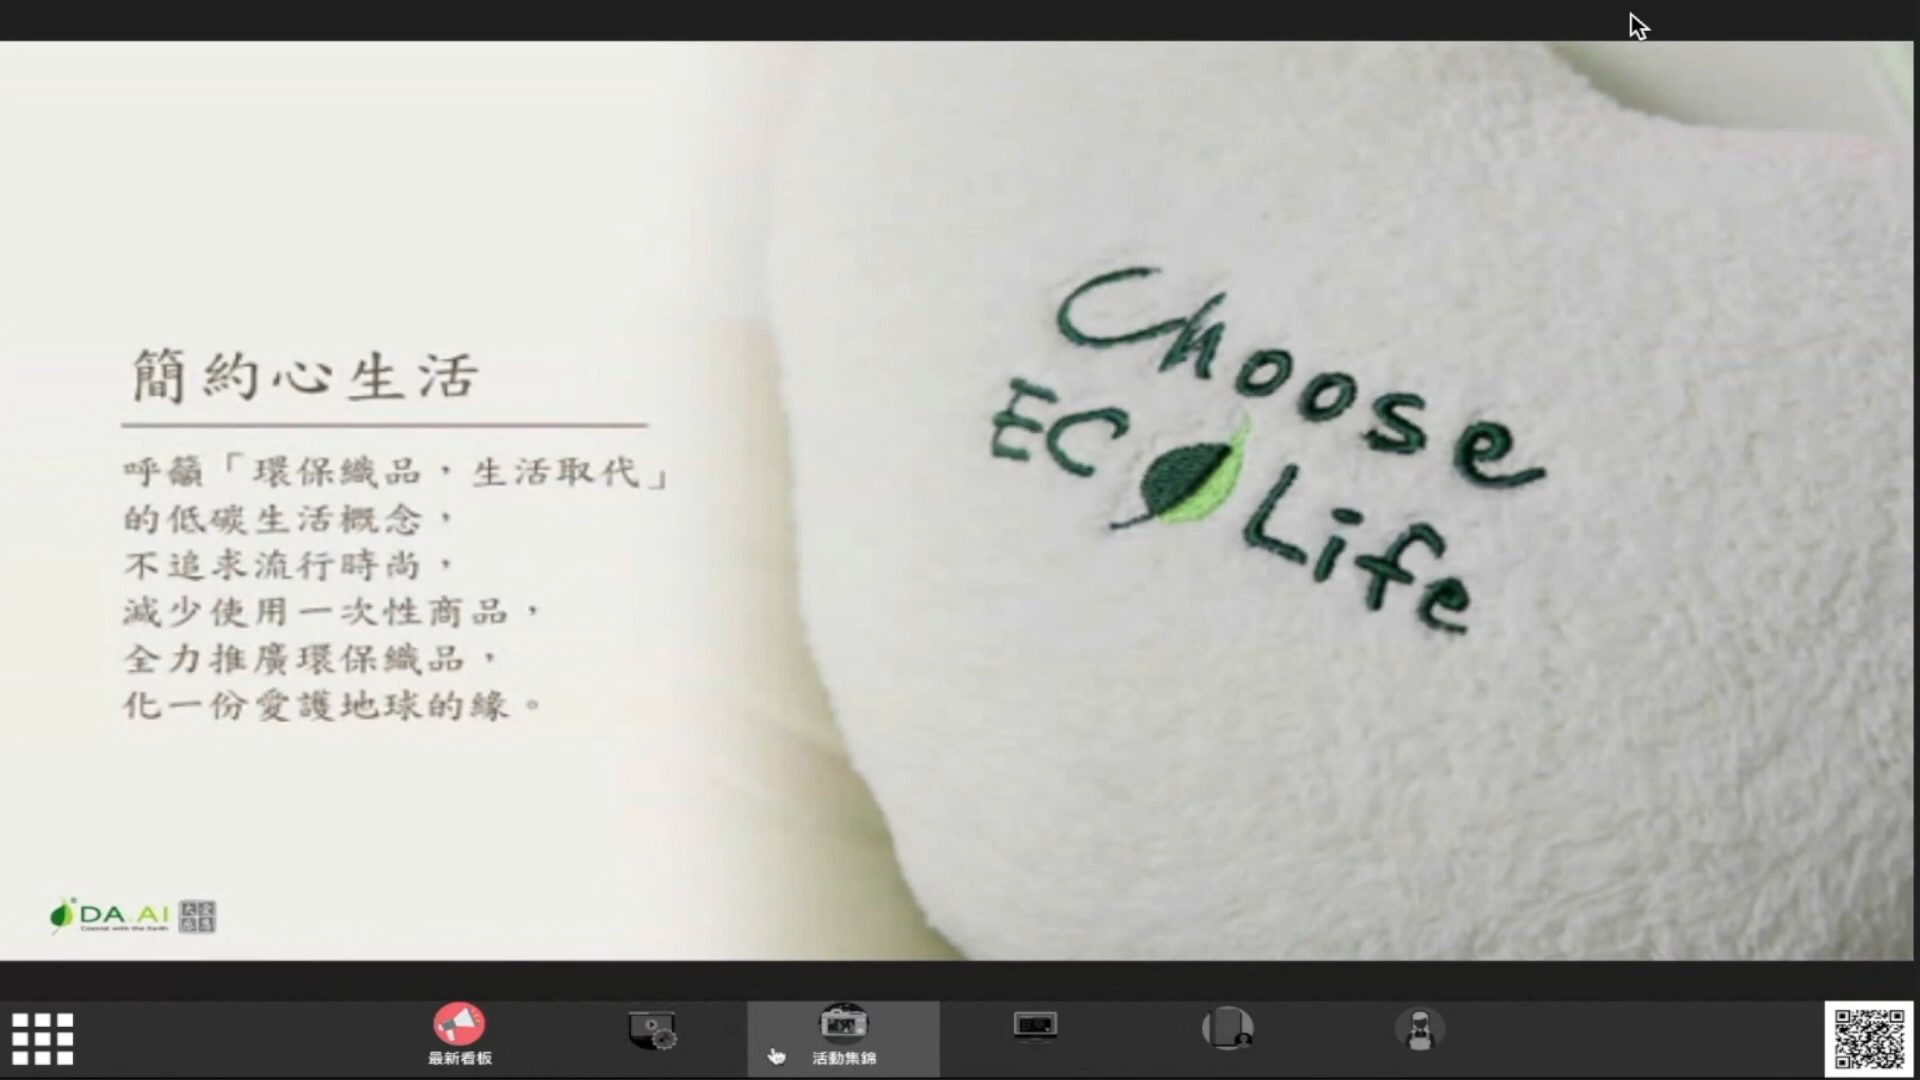 簡約心生活
呼籲「環保織品，生活取代」
的低碳生活概念，
不追求流行時尚，
減少使用一次性商品，
全力推廣環保織品，
化一份愛護地球的緣。
Choose
ECO Life
DA.AI
最新看板
活動集錦